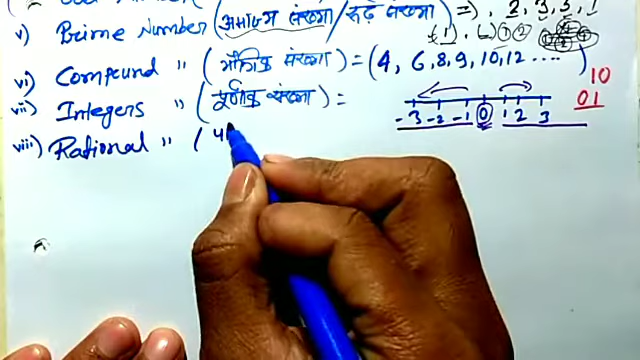 v) Prime Number (अभाज्य संख्या / रूढ़ संख्या) =), 2, 3, 5, 7
vi) Compound " (यौगिक संख्या) = (4, 6, 8, 9, 10, 12 ....)
10
01
vii) Integers " (पूर्णांक संख्या) =
-3 -2 -1 0 1 2 3
viii) Rational " (